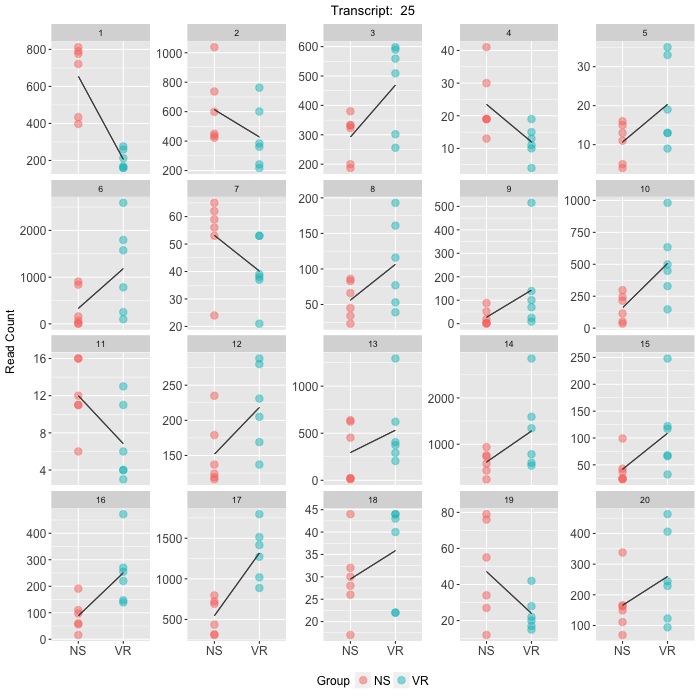 Transcript: 25
1 2 3 4 5
800 600 400 200
1000 800 600 400 200
600 500 400 300 200
40 30 20 10
30 20 10
6 7 8 9 10
2000 1000 0
60 50 40 30 20
200 150 100 50
500 400 300 200 100 0
1000 750 500 250 0
Read Count
11 12 13 14 15
16 12 8 4
250 200 150
1000 500 0
2000 1000
250 200 150 100 50
16 17 18 19 20
400 300 200 100 0
1500 1000 500
45 40 35 30 25 20
80 60 40 20
400 300 200 100
NS VR NS VR NS VR NS VR NS VR
Group NS VR